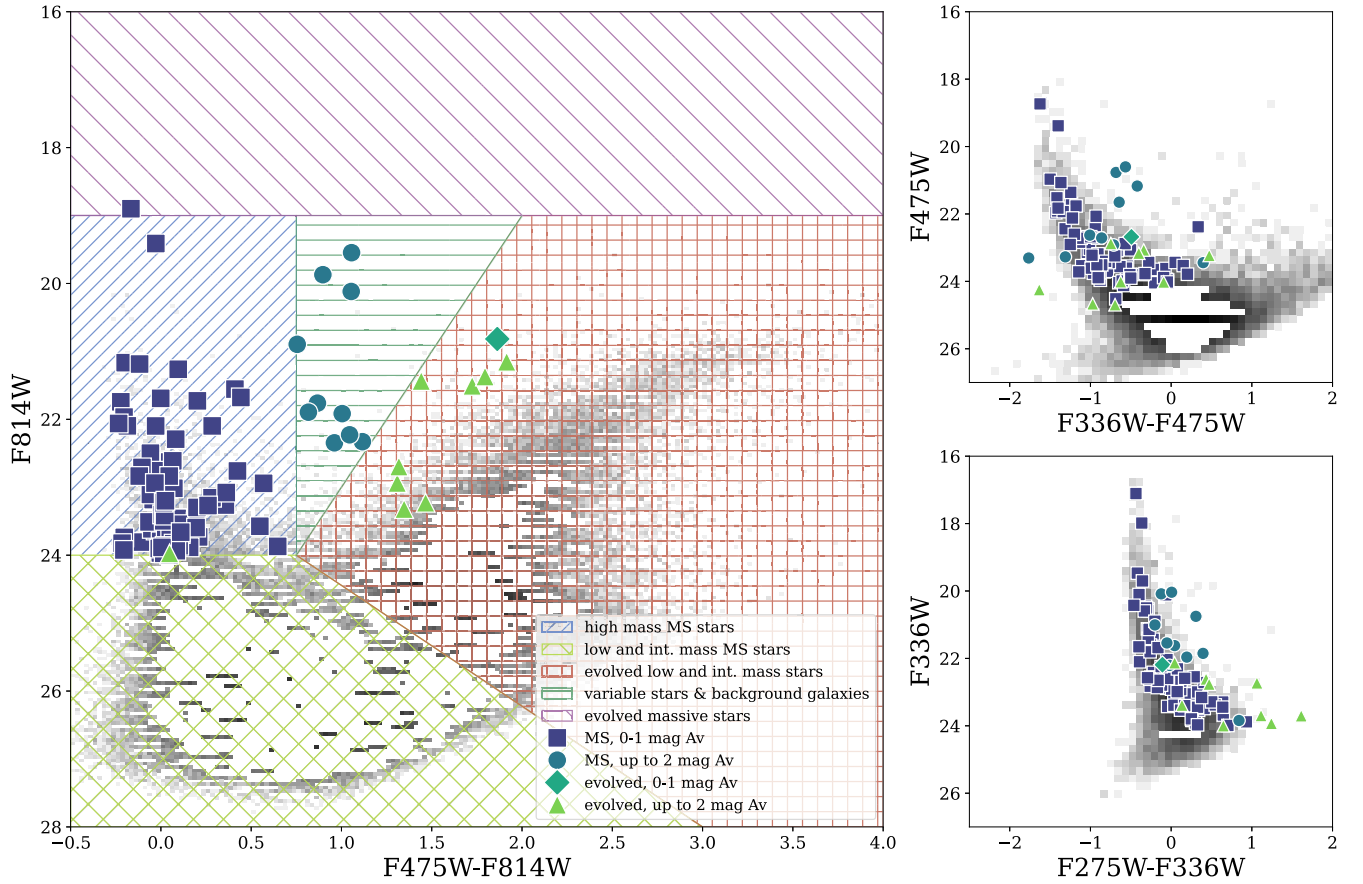 16
18
20
22
24
26
28
F814W
−0.5
0.0
0.5
1.0
1.5
2.0
2.5
3.0
3.5
4.0
F475W-F814W
high mass MS stars
low and int. mass MS stars
evolved low and int. mass stars
variable stars & background galaxies
evolved massive stars
MS, 0-1 mag Av
MS, up to 2 mag Av
evolved, 0-1 mag Av
evolved, up to 2 mag Av
16
18
20
22
24
26
F475W
−2
−1
0
1
2
F336W-F475W
16
18
20
22
24
26
F336W
−2
−1
0
1
2
F275W-F336W